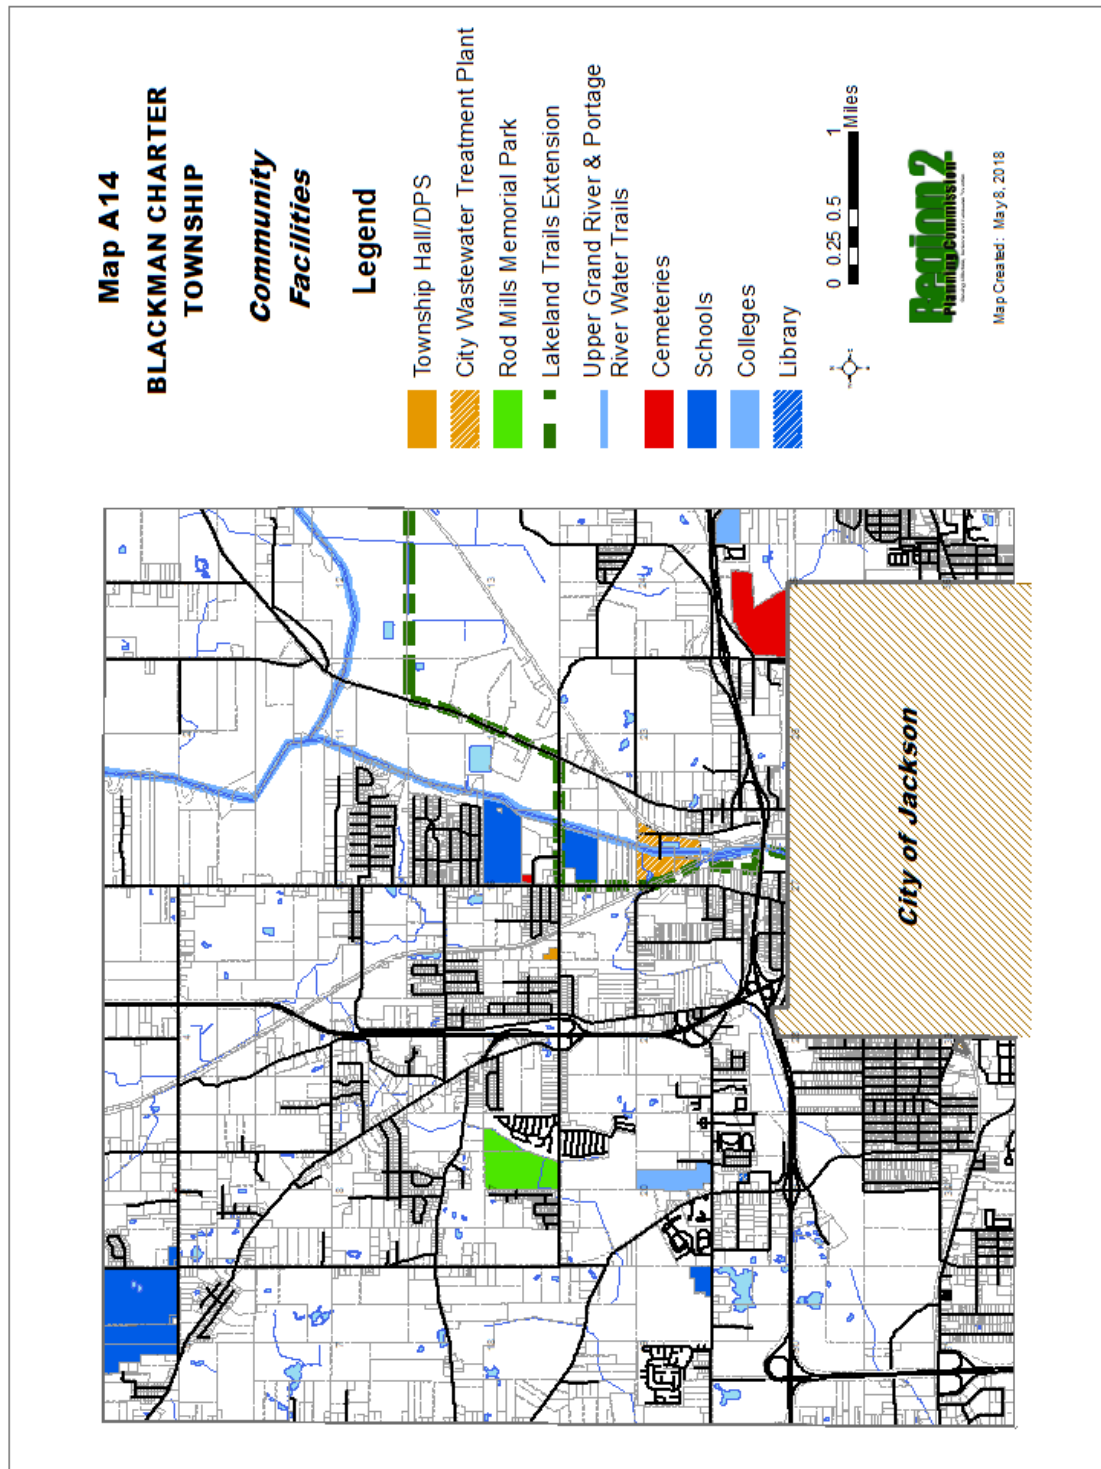 Map A14
BLACKMAN CHARTER
TOWNSHIP
Community
Facilities
Legend
Township Hall/DPS
City Wastewater Treatment Plant
Rod Mills Memorial Park
Lakeland Trails Extension
Upper Grand River & Portage
River Water Trails
Cemeteries
Schools
Colleges
Library
0 0.25 0.5 1
Miles
Region 2
Planning Commission
Map Created: May 8, 2018
City of Jackson